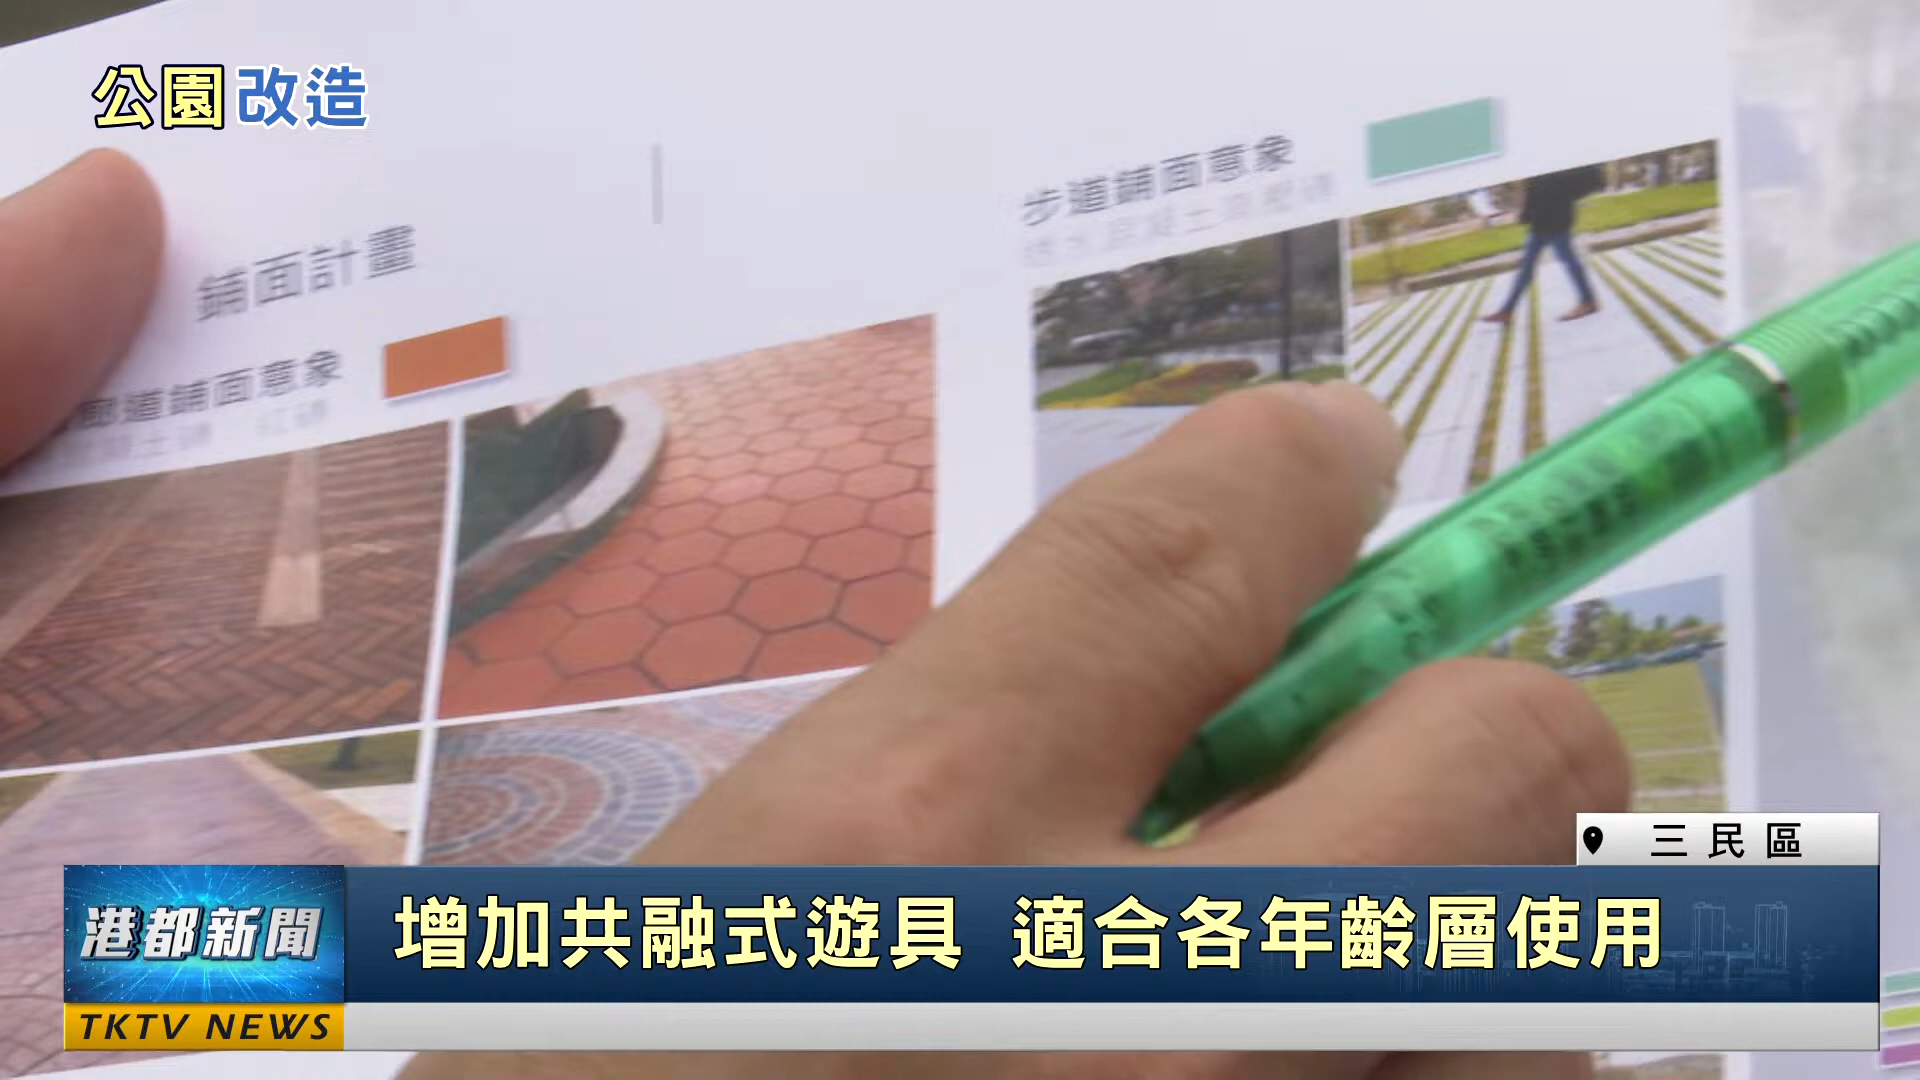 公園改造
步道鋪面意象
鋪面計畫
廊道鋪面意象
三民區
港都新聞
增加共融式遊具 適合各年齡層使用
TKTV NEWS